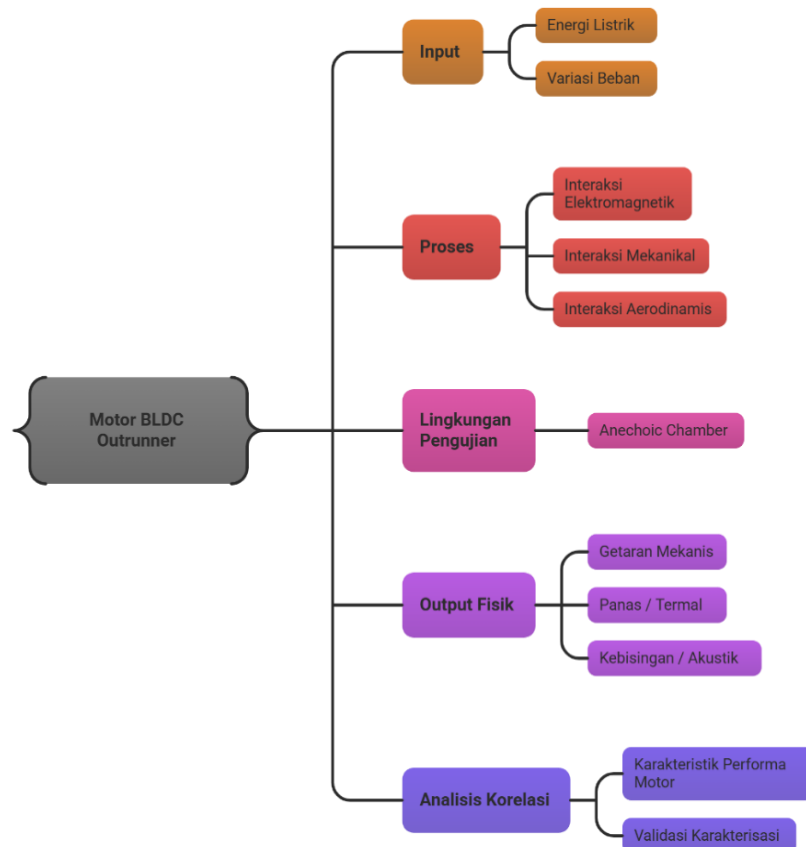 Motor BLDC
Outrunner
Input
Energi Listrik
Variasi Beban
Proses
Interaksi
Elektromagnetik
Interaksi Mekanikal
Interaksi Aerodinamis
Lingkungan
Pengujian
Anechoic Chamber
Output Fisik
Getaran Mekanis
Panas / Termal
Kebisingan / Akustik
Analisis Korelasi
Karakteristik Performa
Motor
Validasi Karakterisasi